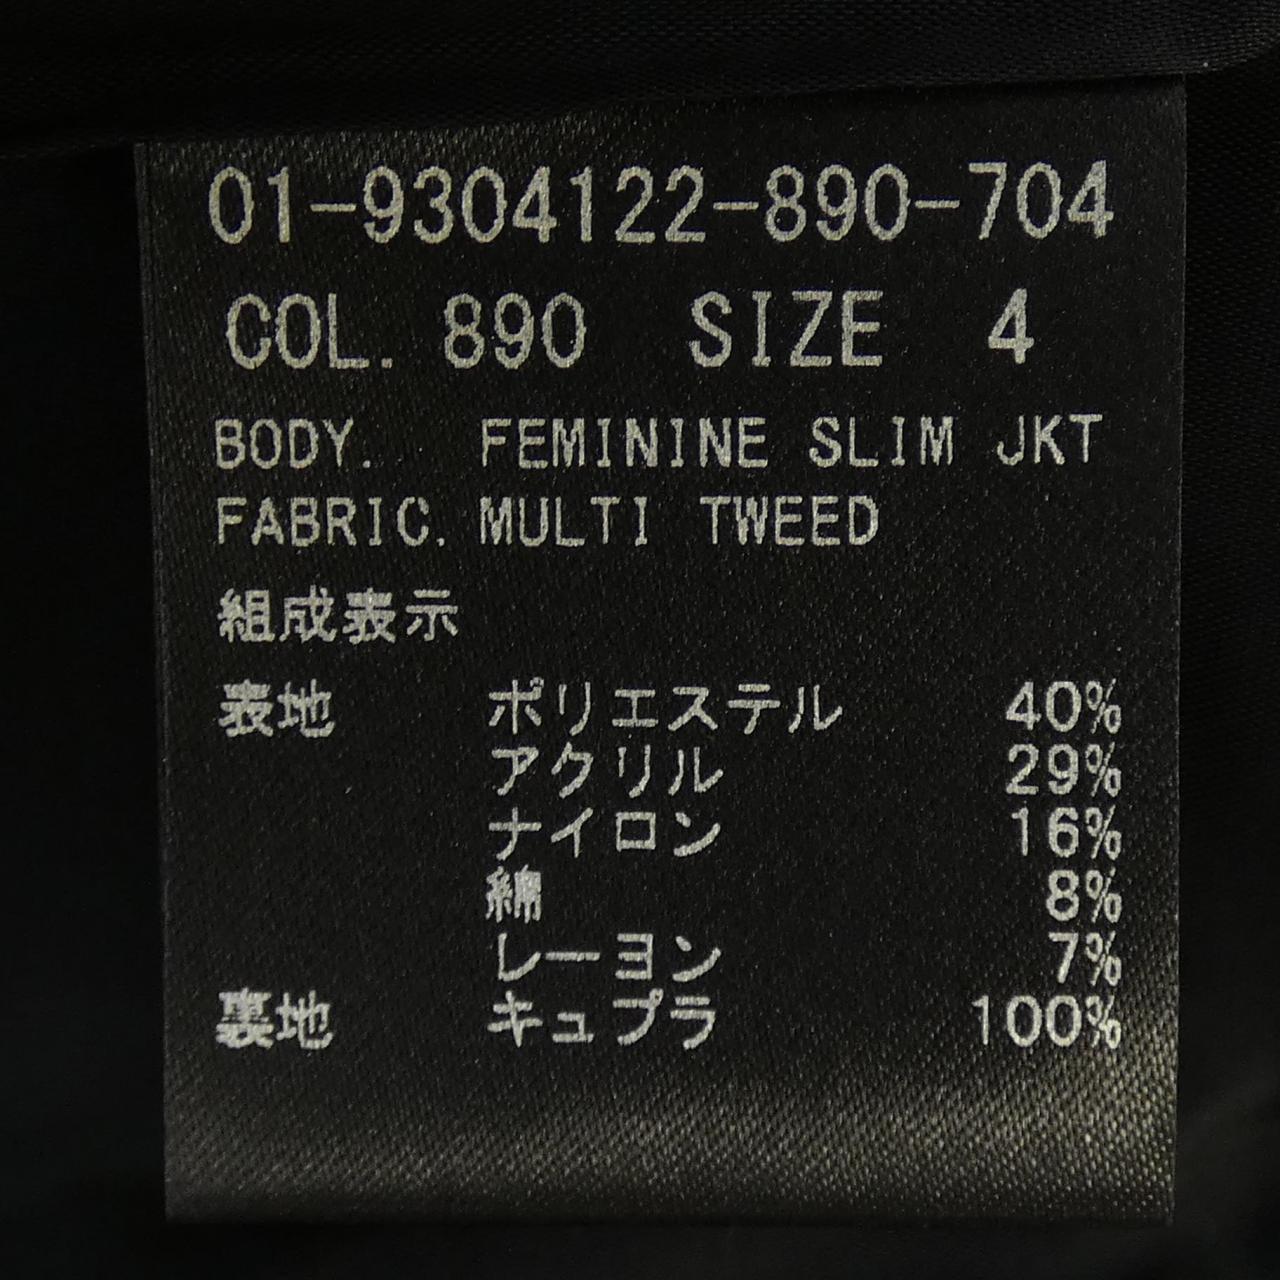 01-9304122-890-704
COL. 890 SIZE 4
BODY. FEMININE SLIM JKT
FABRIC. MULTI TWEED
組成表示
表地 ポリエステル 40%
アクリル 29%
ナイロン 16%
綿 8%
レーヨン 7%
裏地 キュプラ 100%